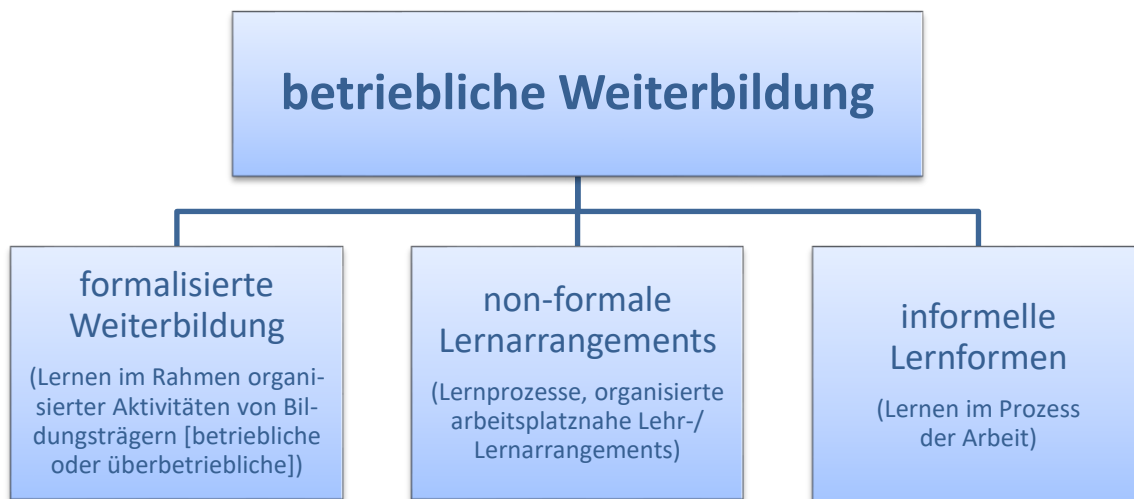 betriebliche Weiterbildung
formalisierte
Weiterbildung
(Lernen im Rahmen organi-
sierter Aktivitäten von Bil-
dungsträgern [betriebliche
oder überbetriebliche])
non-formale
Lernarrangements
(Lernprozesse, organisierte
arbeitsplatznahe Lehr-/
Lernarrangements)
informelle
Lernformen
(Lernen im Prozess
der Arbeit)